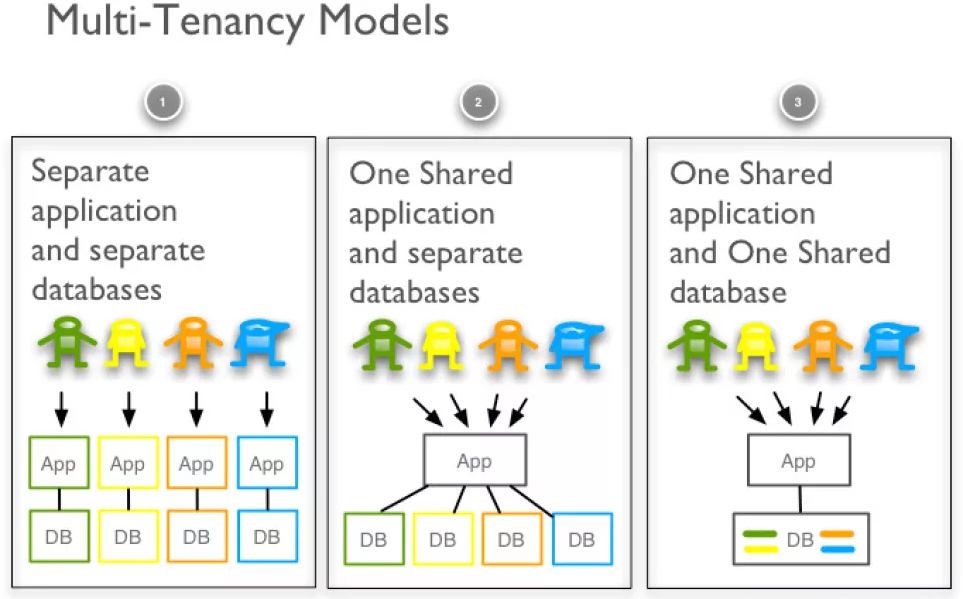 Multi-Tenancy Models
1
2
3
Separate
application
and separate
databases
App App App App
DB DB DB DB
One Shared
application
and separate
databases
App
DB DB DB DB
One Shared
application
and One Shared
database
App
DB